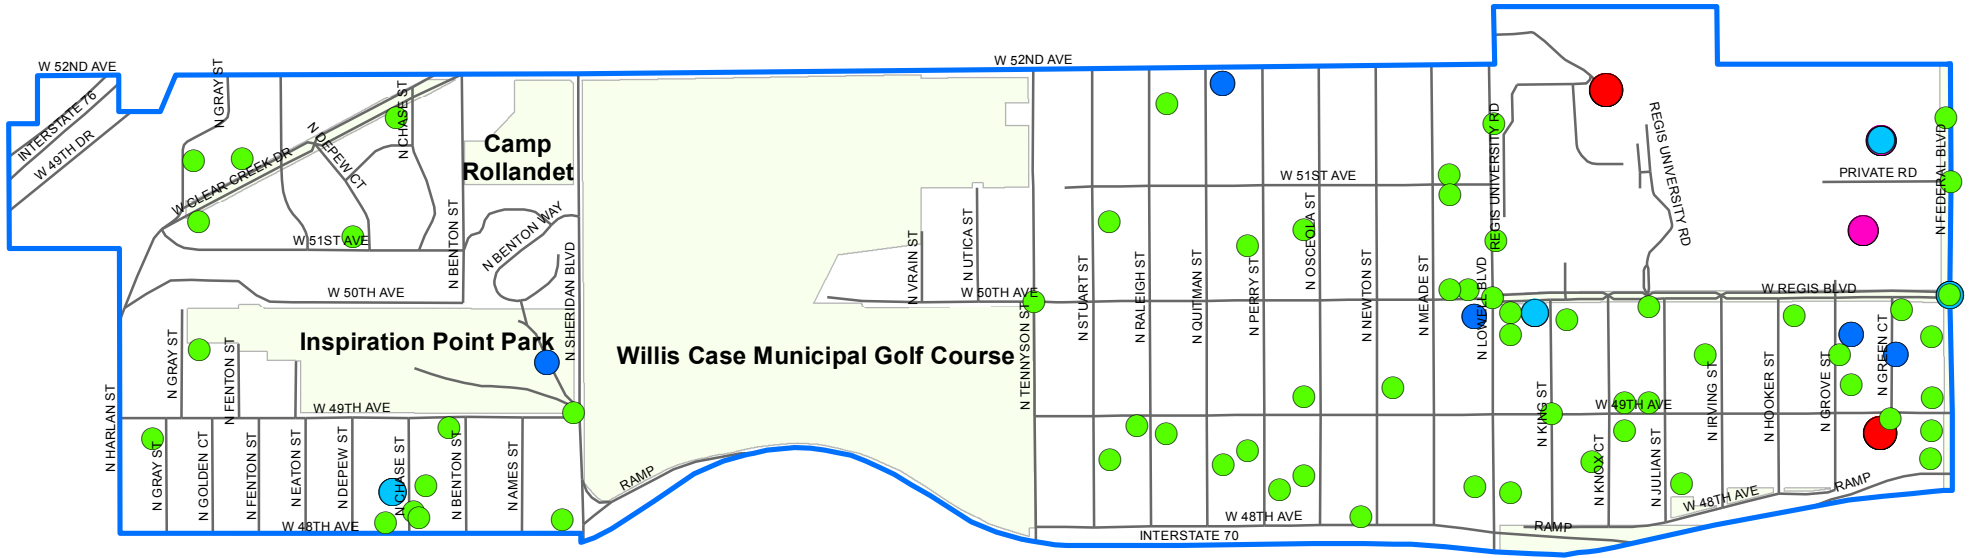 W 52ND AVE
W 52ND AVE
INTERSTATE 76
W 49TH DR
N GRAY ST
N CHASE ST
N DEPEW CT
W CLEAR CREEK DR
Camp
Rollandet
W 51ST AVE
N BENTON ST
N BENTON WAY
N SHERIDAN BLVD
W 50TH AVE
N VRAIN ST
N UTICA ST
W 50TH AVE
N TENNYSON ST
N STUART ST
N RALEIGH ST
N QUITMAN ST
N PERRY ST
N OSCEOLA ST
W 51ST AVE
N NEWTON ST
N MEADE ST
N LOWELL BLVD
REGIS UNIVERSITY RD
REGIS UNIVERSITY RD
PRIVATE RD
N FEDERAL BLVD
W REGIS BLVD
Inspiration Point Park
Willis Case Municipal Golf Course
N HARLAN ST
N GRAY ST
N FENTON ST
W 49TH AVE
N GRAY ST
N GOLDEN CT
N FENTON ST
N EATON ST
N DEPEW ST
N CHASE ST
N BENTON ST
N AMES ST
W 48TH AVE
RAMP
W 48TH AVE
INTERSTATE 70
RAMP
N KING ST
N KNOX CT
W 49TH AVE
N JULIAN ST
N IRVING ST
N HOOKER ST
N GROVE ST
N GREEN CT
W 48TH AVE
RAMP